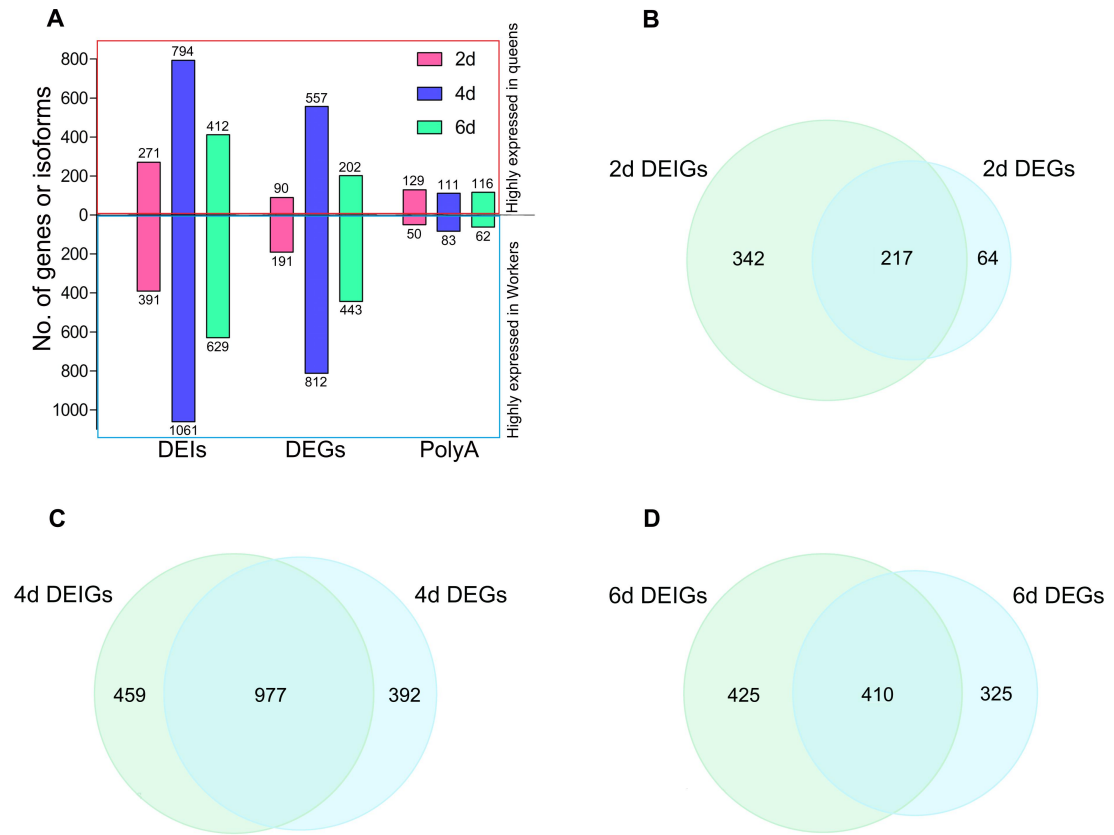 A
No. of genes or isoforms
800
600
400
200
0
200
400
600
800
1000
794
271
412
391
1061
629
557
90
202
191
812
443
129
111
116
50
83
62
2d
4d
6d
Highly expressed in queens
Highly expressed in Workers
DEIs
DEGs
PolyA
B
2d DEIGs
2d DEGs
342
217
64
C
4d DEIGs
4d DEGs
459
977
392
D
6d DEIGs
6d DEGs
425
410
325